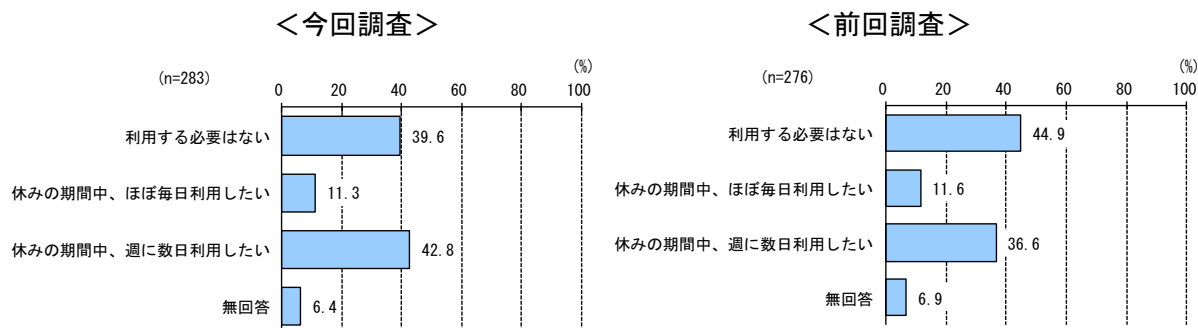 ＜今回調査＞
(n=283)
(%)
0 20 40 60 80 100
利用する必要はない 39.6
休みの期間中、ほぼ毎日利用したい 11.3
休みの期間中、週に数日利用したい 42.8
無回答 6.4
＜前回調査＞
(n=276)
(%)
0 20 40 60 80 100
利用する必要はない 44.9
休みの期間中、ほぼ毎日利用したい 11.6
休みの期間中、週に数日利用したい 36.6
無回答 6.9